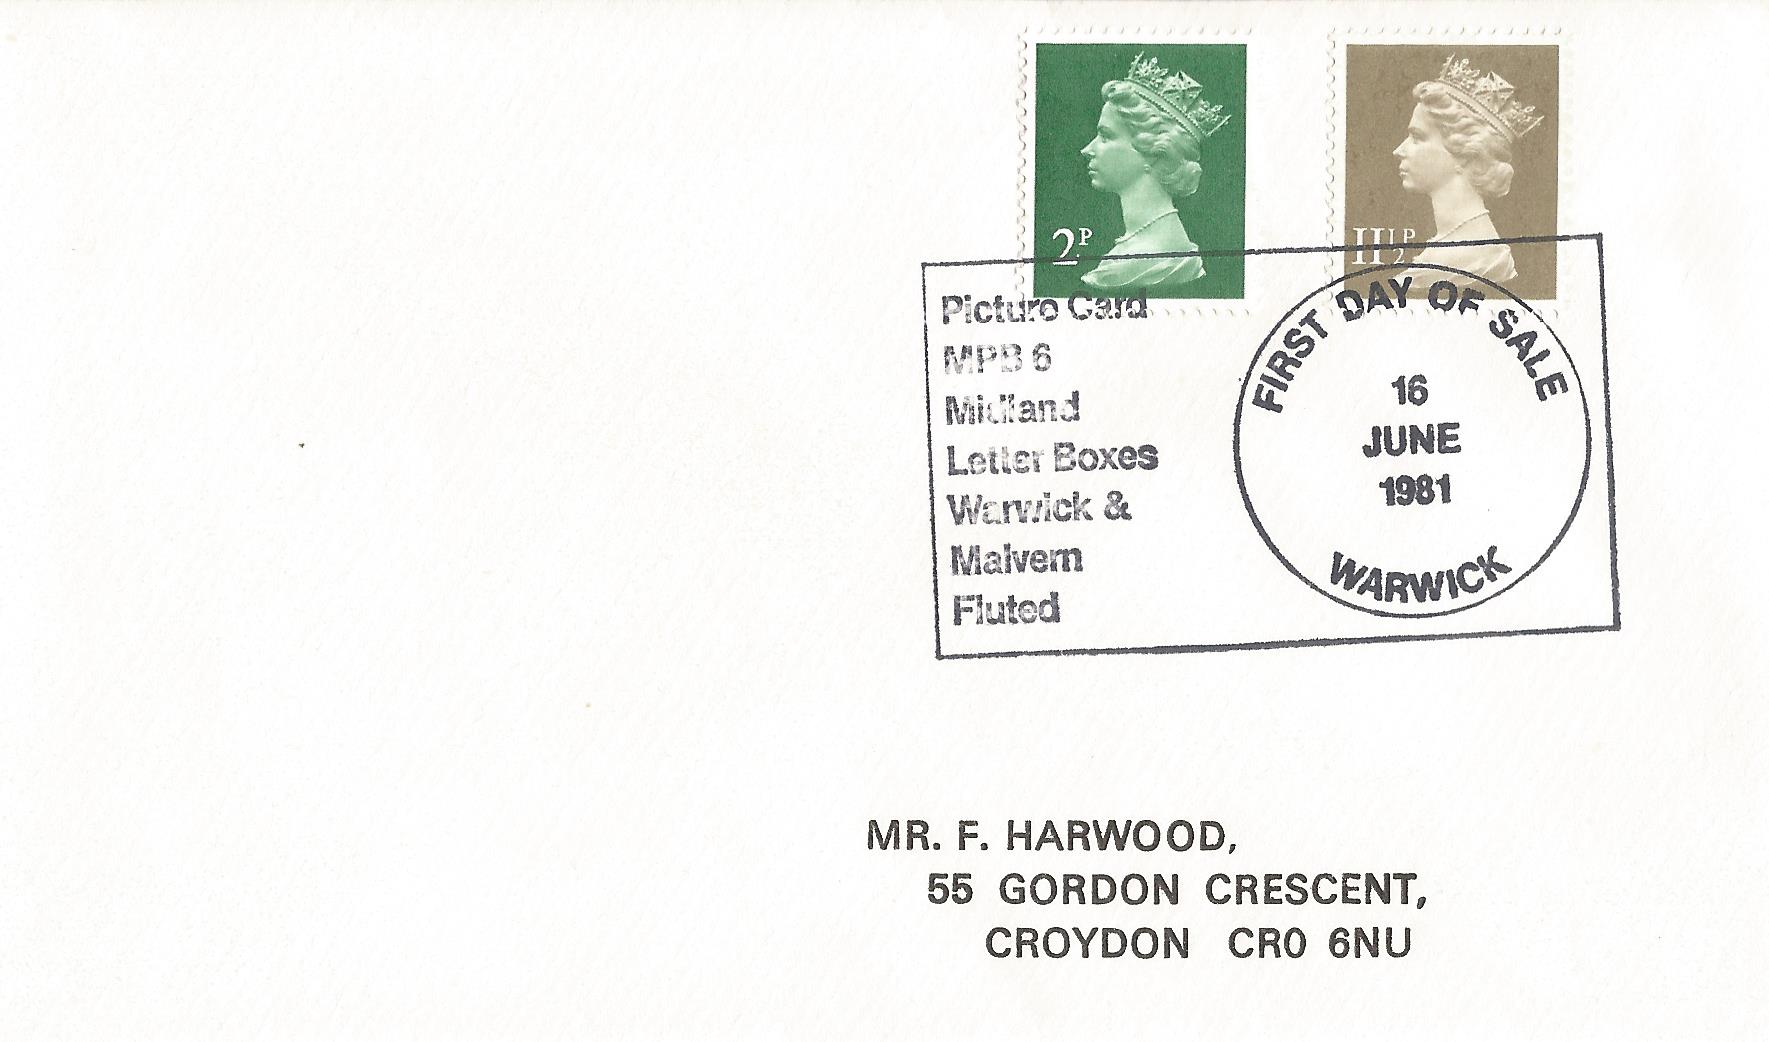 2P
11½P
Picture Card
MPB 6
Midland
Letter Boxes
Warwick &
Malvern
Fluted
FIRST DAY OF SALE
16
JUNE
1981
WARWICK
MR. F. HARWOOD,
55 GORDON CRESCENT,
CROYDON CR0 6NU